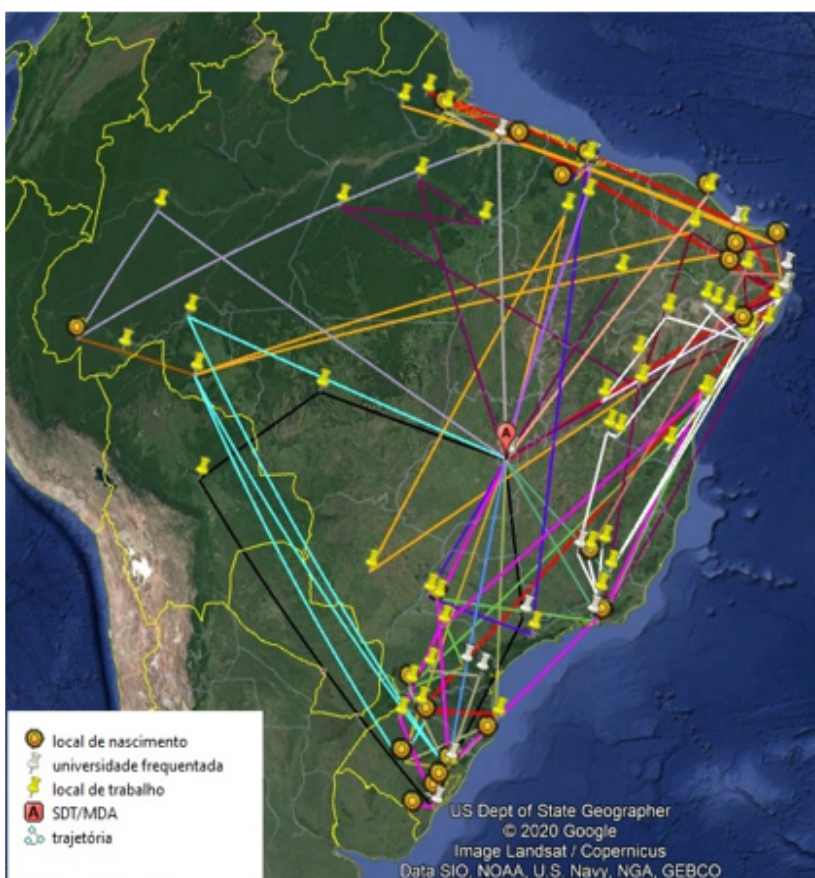 A
local de nascimento
universidade frequentada
local de trabalho
A SDT/MDA
trajetória
US Dept of State Geographer
© 2020 Google
Image Landsat / Copernicus
Data SIO, NOAA, U.S. Navy, NGA, GEBCO